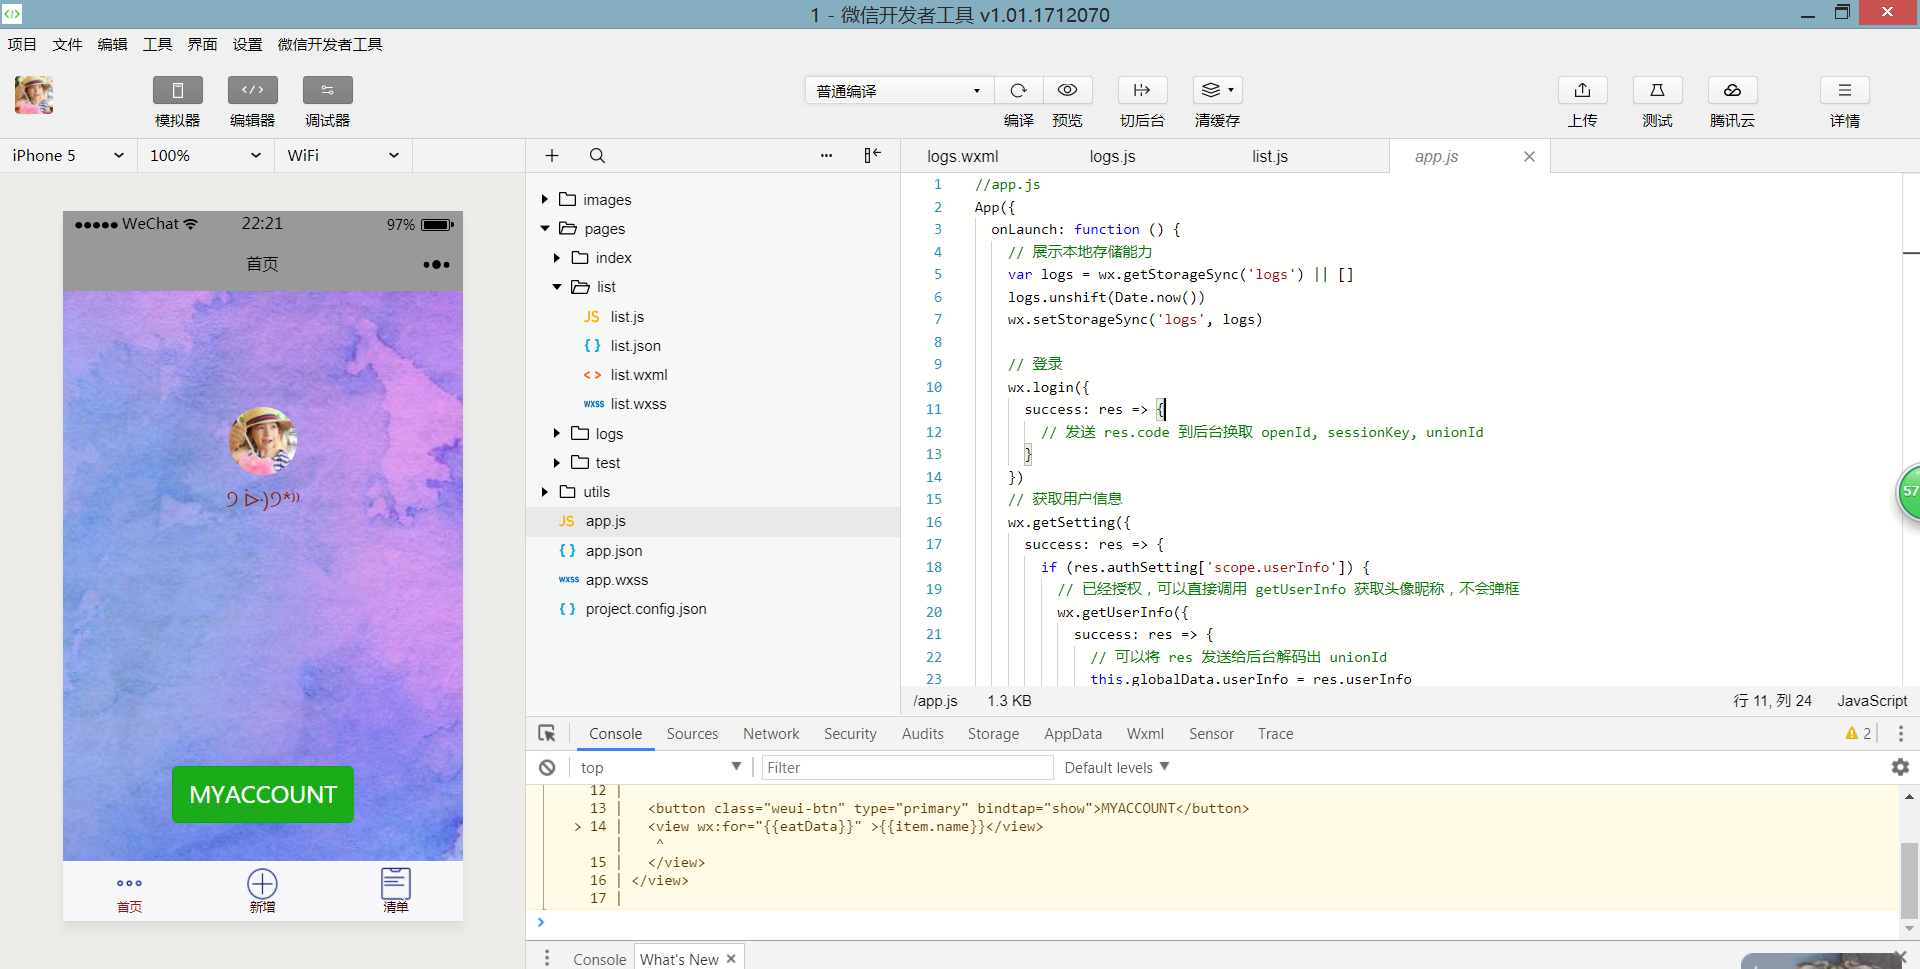 1 - 微信开发者工具 v1.01.1712070
项目 文件 编辑 工具 界面 设置 微信开发者工具
模拟器 编辑器 调试器
普通编译
编译 预览 切后台 清缓存
上传 测试 腾讯云 详情
iPhone 5 100% WiFi
WeChat 22:21 97%
首页
MYACCOUNT
首页 新增 清单
images
pages
index
list
JS list.js
{ } list.json
< > list.wxml
wxss list.wxss
logs
test
utils
JS app.js
{ } app.json
wxss app.wxss
{ } project.config.json
logs.wxml logs.js list.js app.js
1 //app.js
2 App({
3 onLaunch: function () {
4 // 展示本地存储能力
5 var logs = wx.getStorageSync('logs') || []
6 logs.unshift(Date.now())
7 wx.setStorageSync('logs', logs)
8
9 // 登录
10 wx.login({
11 success: res => {
12 // 发送 res.code 到后台换取 openId, sessionKey, unionId
13 }
14 })
15 // 获取用户信息
16 wx.getSetting({
17 success: res => {
18 if (res.authSetting['scope.userInfo']) {
19 // 已经授权，可以直接调用 getUserInfo 获取头像昵称，不会弹框
20 wx.getUserInfo({
21 success: res => {
22 // 可以将 res 发送给后台解码出 unionId
23 this.globalData.userInfo = res.userInfo
57
/app.js 1.3 KB 行 11, 列 24 JavaScript
Console Sources Network Security Audits Storage AppData Wxml Sensor Trace 2
top Filter Default levels
12 |
13 | <button class="weui-btn" type="primary" bindtap="show">MYACCOUNT</button>
> 14 | <view wx:for="{{eatData}}" >{{item.name}}</view>
| ^
15 | </view>
16 | </view>
17 |
>
Console What's New